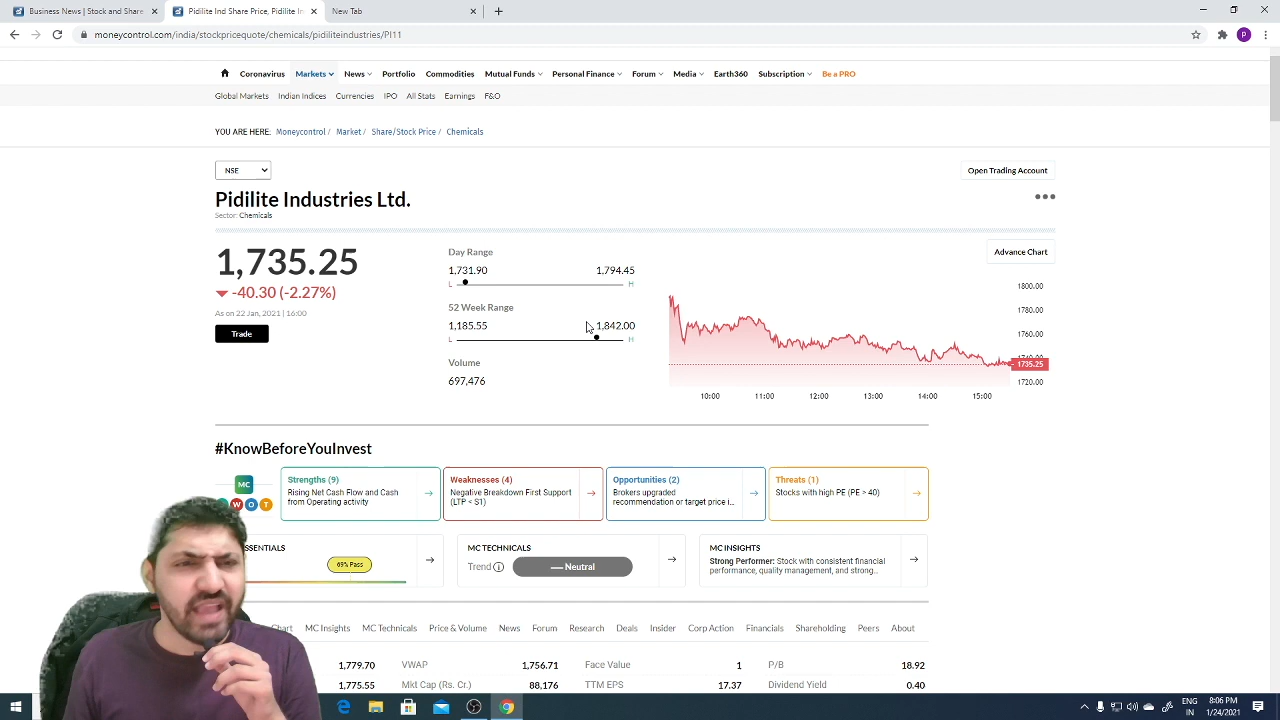 Business News | Stock and Share
Pidilite Ind Share Price, Pidilite In
New Tab
moneycontrol.com/india/stockpricequote/chemicals/pidiliteindustries/PI11
P
Coronavirus Markets News Portfolio Commodities Mutual Funds Personal Finance Forum Media Earth360 Subscription Be a PRO
Global Markets Indian Indices Currencies IPO All Stats Earnings F&O
YOU ARE HERE: Moneycontrol / Market / Share/Stock Price / Chemicals
NSE
Open Trading Account
Pidilite Industries Ltd.
Sector: Chemicals
1,735.25
-40.30 (-2.27%)
As on 22 Jan, 2021 | 16:00
Trade
Day Range
1,731.90 1,794.45
L H
52 Week Range
1,185.55 1,842.00
L H
Volume
697,476
Advance Chart
1800.00
1780.00
1760.00
1735.25
1720.00
10:00 11:00 12:00 13:00 14:00 15:00
#KnowBeforeYouInvest
MC
W O T
Strengths (9)
Rising Net Cash Flow and Cash
from Operating activity
Weaknesses (4)
Negative Breakdown First Support
(LTP < S1)
Opportunities (2)
Brokers upgraded
recommendation or target price i..
Threats (1)
Stocks with high PE (PE > 40)
SSENTIALS
69% Pass
MC TECHNICALS
Trend Neutral
MC INSIGHTS
Strong Performer: Stock with consistent financial
performance, quality management, and strong...
Chart MC Insights MC Technicals Price & Volume News Forum Research Deals Insider Corp Action Financials Shareholding Peers About
1,779.70 VWAP 1,756.71 Face Value 1 P/B 18.92
1,775.55 Mkt Cap (Rs. Cr.) 88,176 TTM EPS 17.37 Dividend Yield 0.40
ENG
IN
8:06 PM
1/24/2021